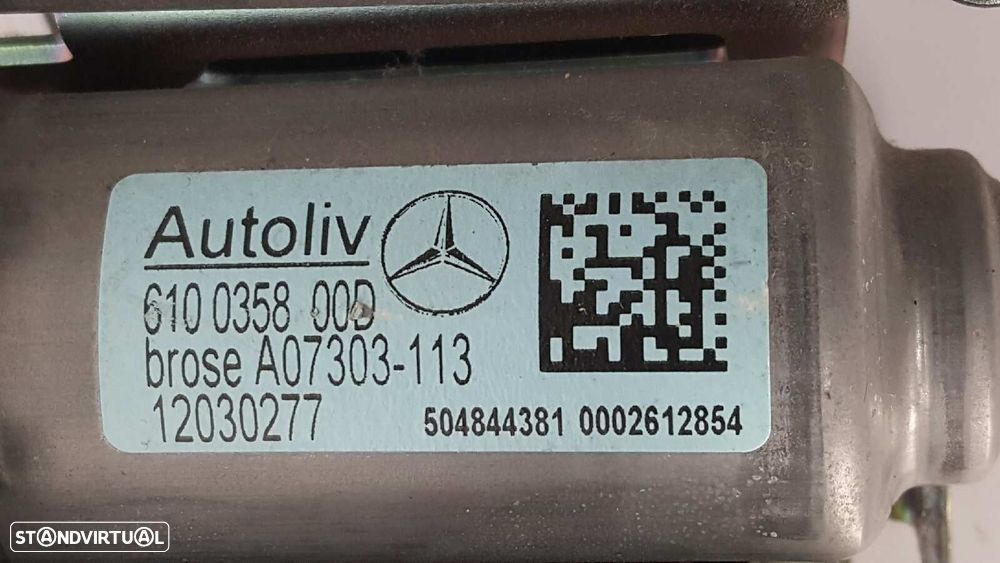 Autoliv
610 0358 00D
brose A07303-113
12030277
504844381 0002612854
STANDVIRTUAL